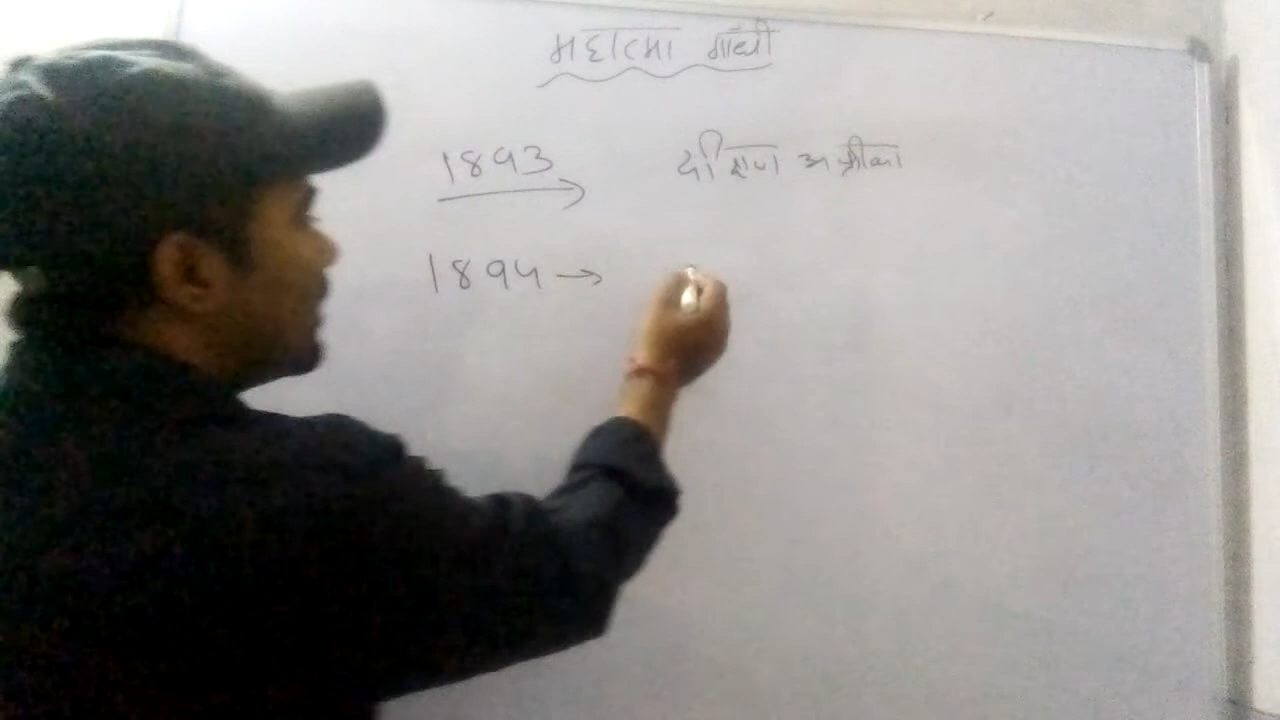 महात्मा गांधी
1893 → दक्षिण अफ्रीका
1894 →